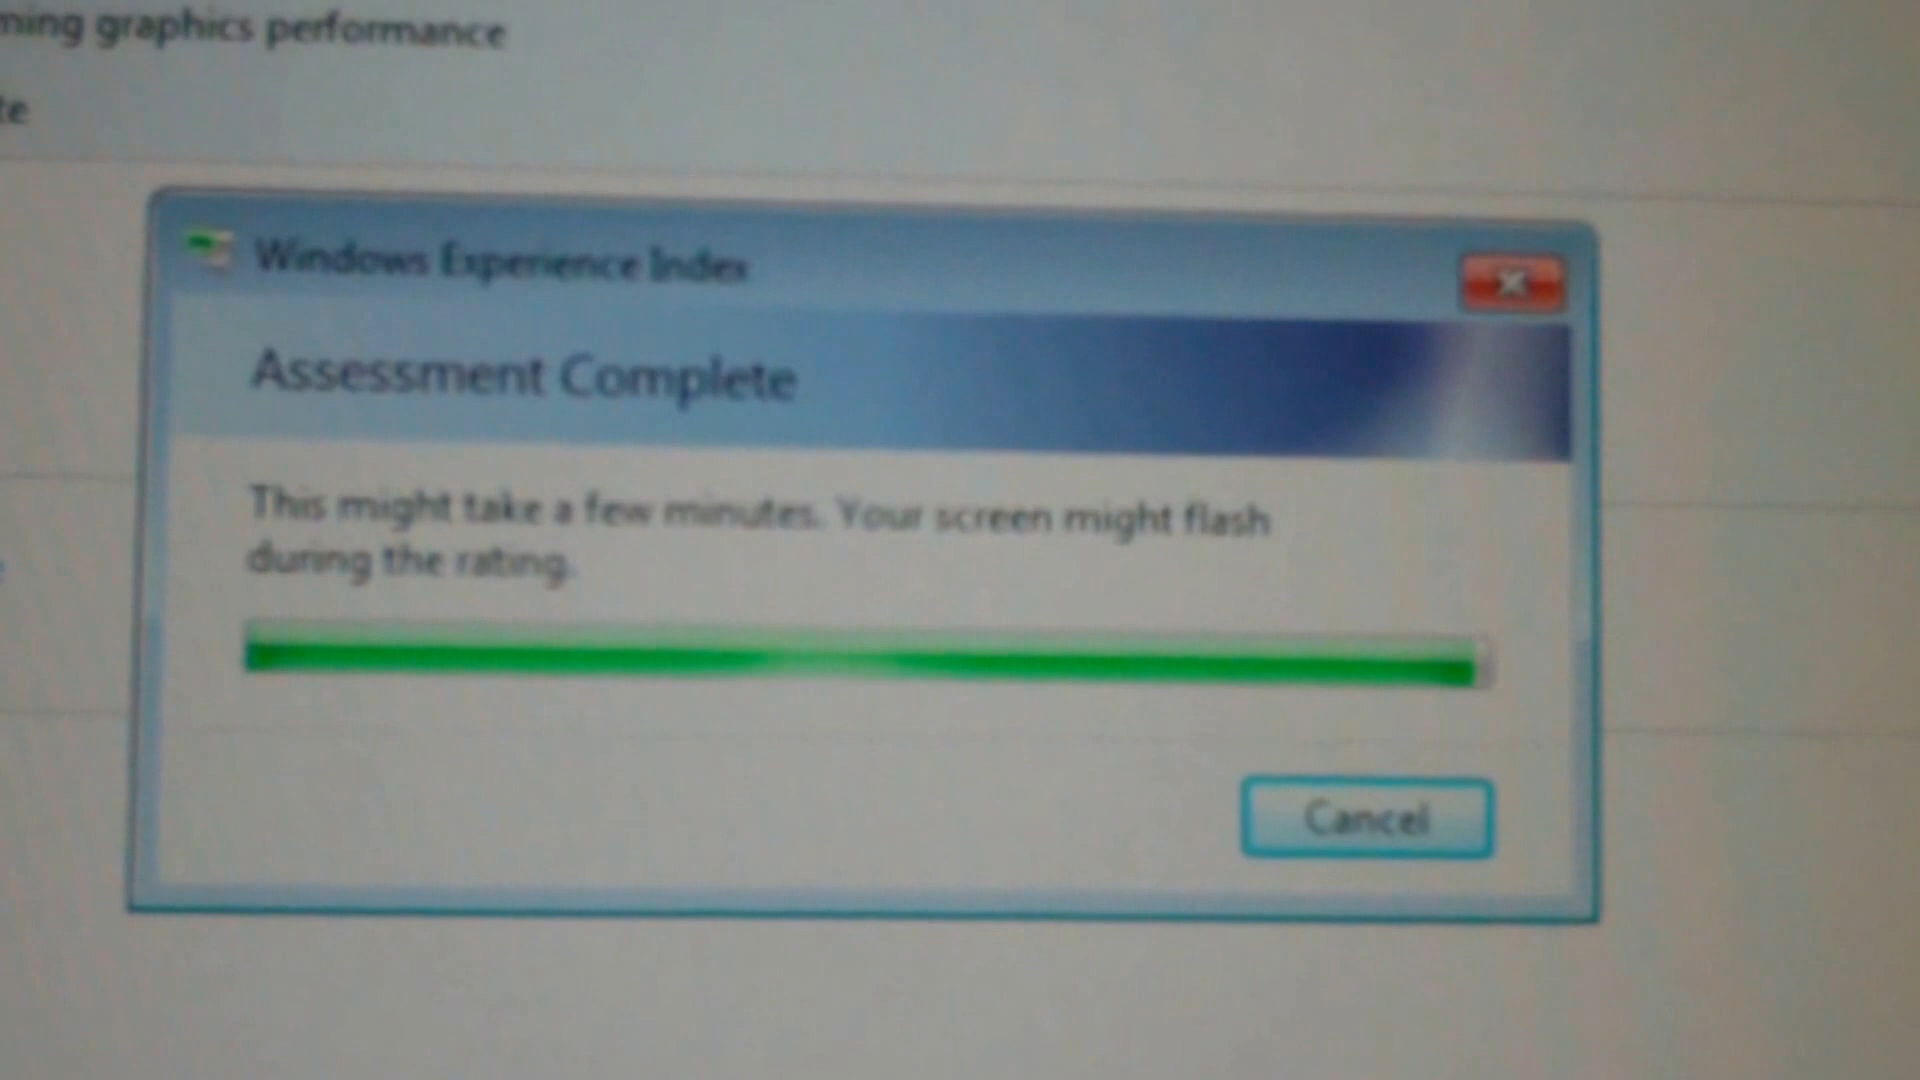 graphics performance
Windows Experience Index
Assessment Complete
This might take a few minutes. Your screen might flash
during the rating.
Cancel